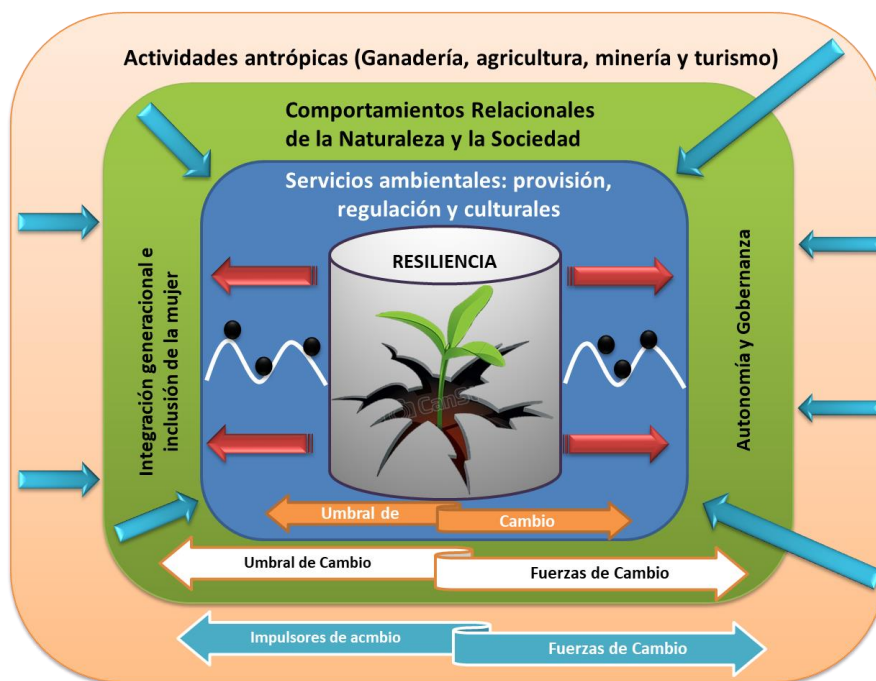 Actividades antrópicas (Ganadería, agricultura, minería y turismo)
Comportamientos Relacionales
de la Naturaleza y la Sociedad
Servicios ambientales: provisión,
regulación y culturales
RESILIENCIA
Integración generacional e
inclusión de la mujer
Autonomía y Gobernanza
Umbral de
Cambio
Umbral de Cambio
Fuerzas de Cambio
Impulsores de acmbio
Fuerzas de Cambio